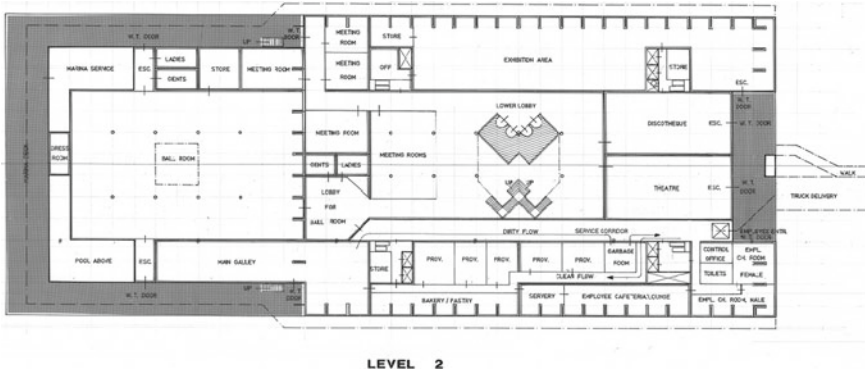 W.T. DOOR
UP
W.T. DOOR
MEETING ROOM
STORE
MARINA SERVICE
ESC.
LADIES
GENTS
STORE
MEETING ROOM
MEETING ROOM
OFF
EXHIBITION AREA
STORE
ESC.
W.T. DOOR
MEETING ROOM
LOWER LOBBY
DISCOTHEQUE
ESC.
W.T. DOOR
MARINA DECK
DRESS ROOM
BALL ROOM
MEETING ROOMS
GENTS
LADIES
UP
UP
THEATRE
ESC.
W.T. DOOR
WALK
TRUCK DELIVERY
LOBBY FOR BALL ROOM
DIRTY FLOW
SERVICE CORRIDOR
EMPLOYEE ENTR.
W.T. DOOR
POOL ABOVE
ESC.
MAIN GALLEY
STORE
PROV.
PROV.
PROV.
PROV.
PROV.
GARBAGE ROOM
CLEAR FLOW
CONTROL OFFICE
EMPL. CH. ROOM
TOILETS
FEMALE
W.T. DOOR
UP
W.T. DOOR
BAKERY / PASTRY
SERVERY
EMPLOYEE CAFETERIA/LOUNGE
EMPL. CH. ROOM, MALE
LEVEL 2